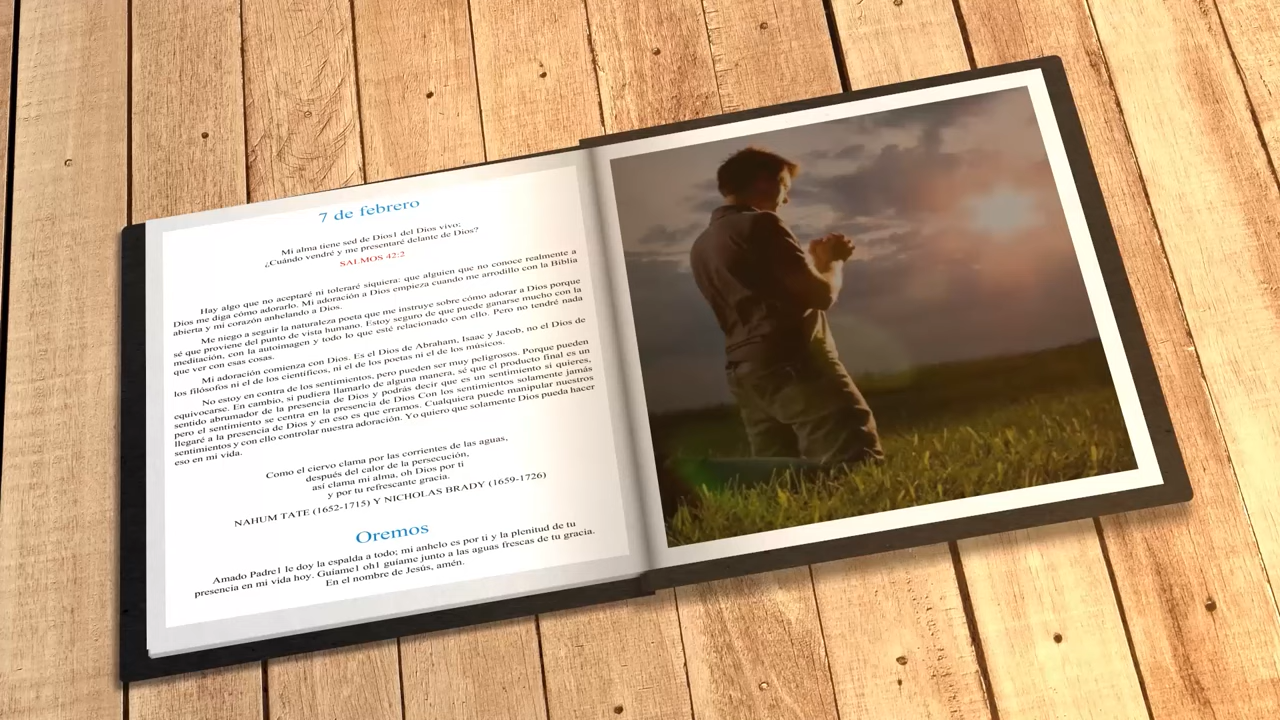 7 de febrero
Mi alma tiene sed de Dios1 del Dios vivo;
¿Cuándo vendré y me presentaré delante de Dios?
SALMOS 42:2
Hay algo que no aceptaré ni toleraré siquiera: que alguien que no conoce realmente a
Dios me diga cómo adorarlo. Mi adoración a Dios empieza cuando me arrodillo con la Biblia
abierta y mi corazón anhelando a Dios.
Me niego a seguir la naturaleza poeta que me instruye sobre cómo adorar a Dios porque
sé que proviene del punto de vista humano. Estoy seguro de que puede ganarse mucho con la
meditación, con la autoimagen y todo lo que esté relacionado con ello. Pero no tendré nada
que ver con esas cosas.
Mi adoración comienza con Dios. Es el Dios de Abraham, Isaac y Jacob, no el Dios de
los filósofos ni el de los científicos, ni el de los poetas ni el de los músicos.
No estoy en contra de los sentimientos, pero pueden ser muy peligrosos. Porque pueden
equivocarse. En cambio, si pudiera llamarlo de alguna manera, sé que el producto final es un
sentido abrumador de la presencia de Dios y podrás decir que es un sentimiento si quieres,
pero el sentimiento se centra en la presencia de Dios Con los sentimientos solamente jamás
llegaré a la presencia de Dios y en eso es que erramos. Cualquiera puede manipular nuestros
sentimientos y con ello controlar nuestra adoración. Yo quiero que solamente Dios pueda hacer
eso en mi vida.
Como el ciervo clama por las corrientes de las aguas,
después del calor de la persecución,
así clama mi alma, oh Dios por ti
y por tu refrescante gracia.
NAHUM TATE (1652-1715) Y NICHOLAS BRADY (1659-1726)
Oremos
Amado Padre1 le doy la espalda a todo; mi anhelo es por ti y la plenitud de tu
presencia en mi vida hoy. Guíame1 oh1 guíame junto a las aguas frescas de tu gracia.
En el nombre de Jesús, amén.